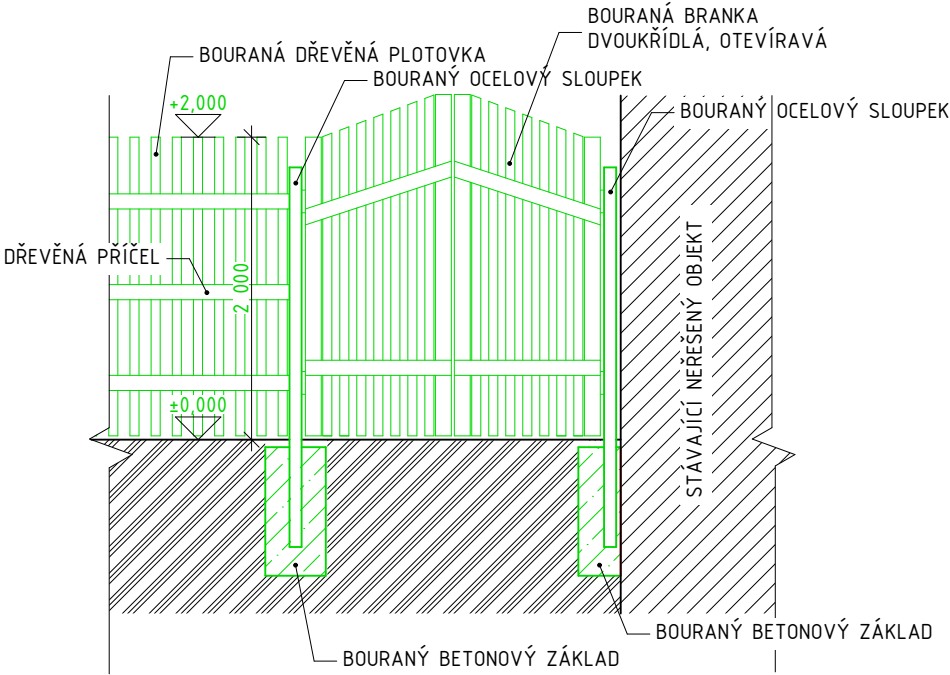 BOURANÁ BRANKA
DVOUKŘÍDLÁ, OTEVÍRAVÁ
BOURANÁ DŘEVĚNÁ PLOTOVKA
BOURANÝ OCELOVÝ SLOUPEK
+2,000
BOURANÝ OCELOVÝ SLOUPEK
DŘEVĚNÁ PŘÍČEL
2 000
STÁVAJÍCÍ NEŘEŠENÝ OBJEKT
±0,000
BOURANÝ BETONOVÝ ZÁKLAD
BOURANÝ BETONOVÝ ZÁKLAD